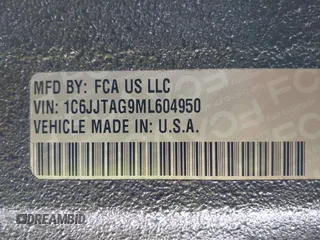 MFD BY: FCA US LLC
VIN: 1C6JJTAG9ML604950
VEHICLE MADE IN: U.S.A.
DREAMBID